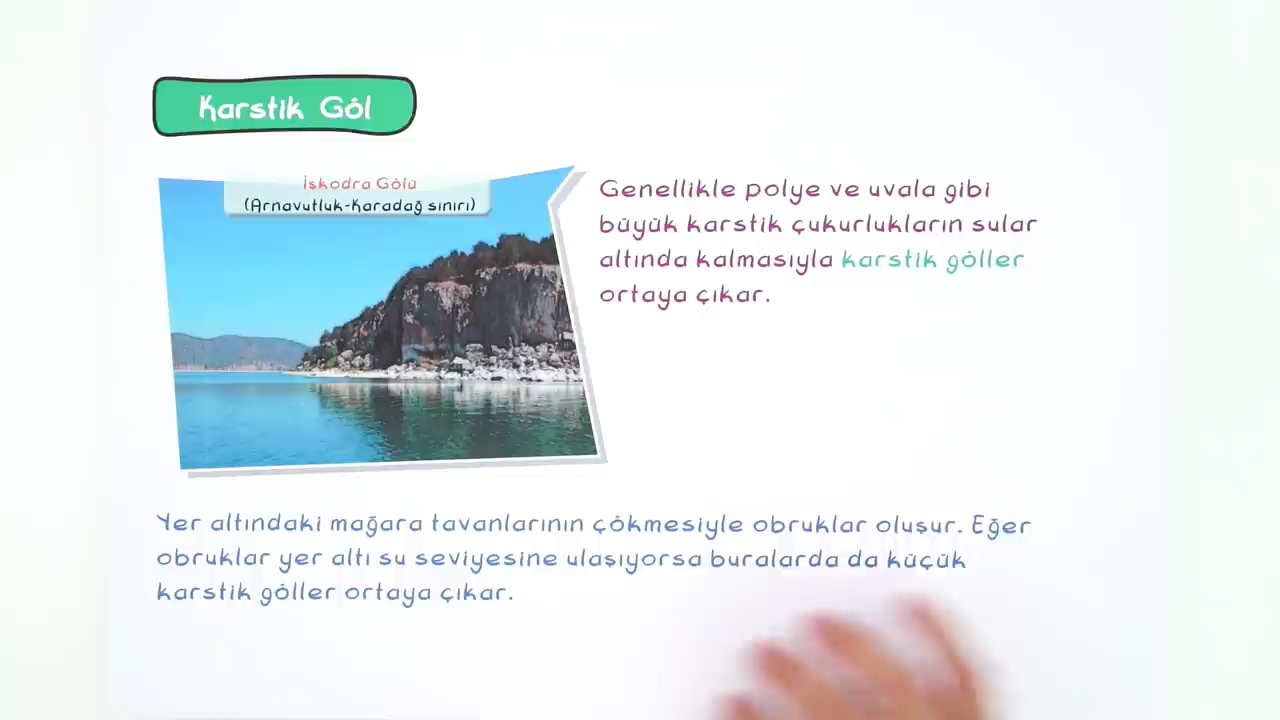 Karstik Göl
İşkodra Gölü
(Arnavutluk-Karadağ sınırı)
Genellikle polye ve uvala gibi
büyük karstik çukurlukların sular
altında kalmasıyla karstik göller
ortaya çıkar.
Yer altındaki mağara tavanlarının çökmesiyle obruklar oluşur. Eğer
obruklar yer altı su seviyesine ulaşıyorsa buralarda da küçük
karstik göller ortaya çıkar.